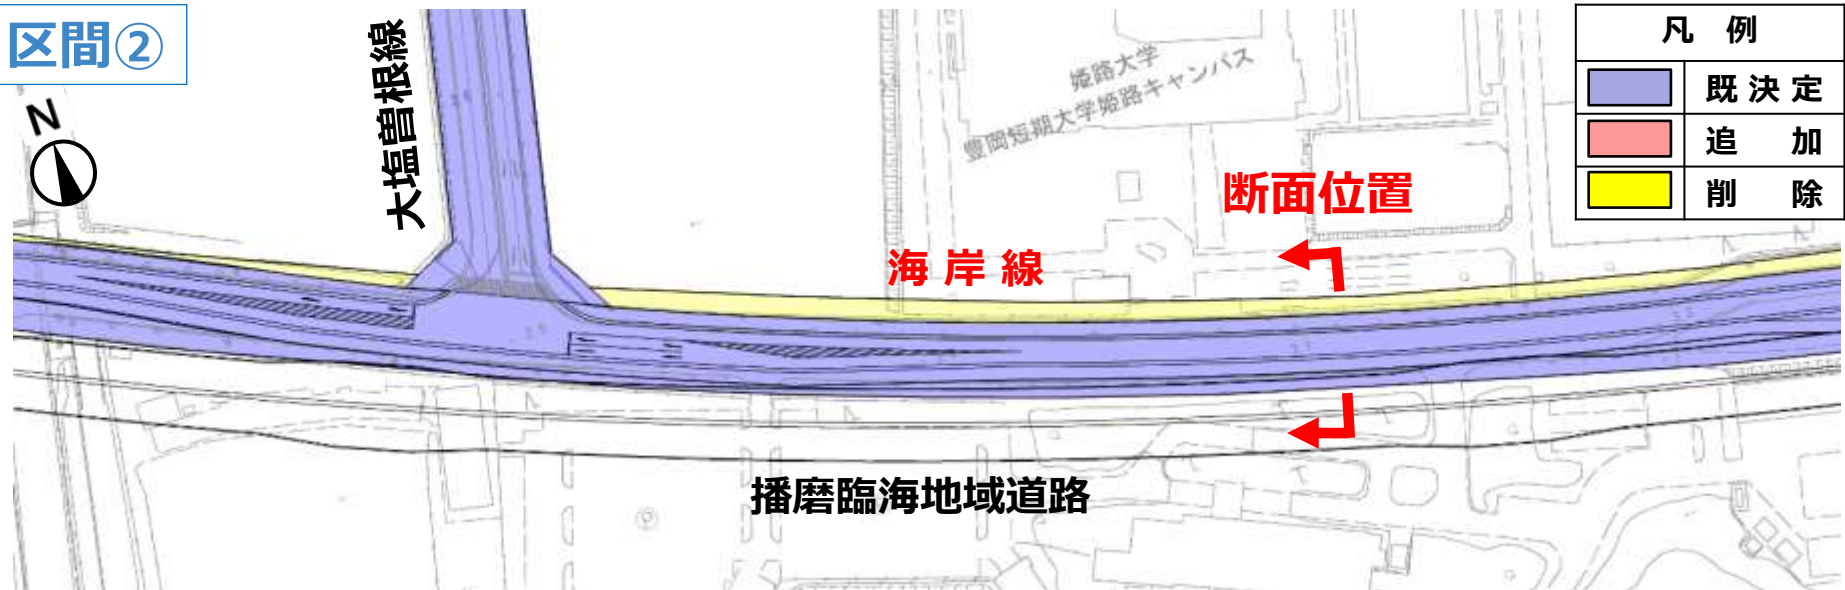 区間②
N
大塩曽根線
姫路大学
豊岡短期大学姫路キャンパス
断面位置
海岸線
播磨臨海地域道路
凡例
既決定
追加
削除